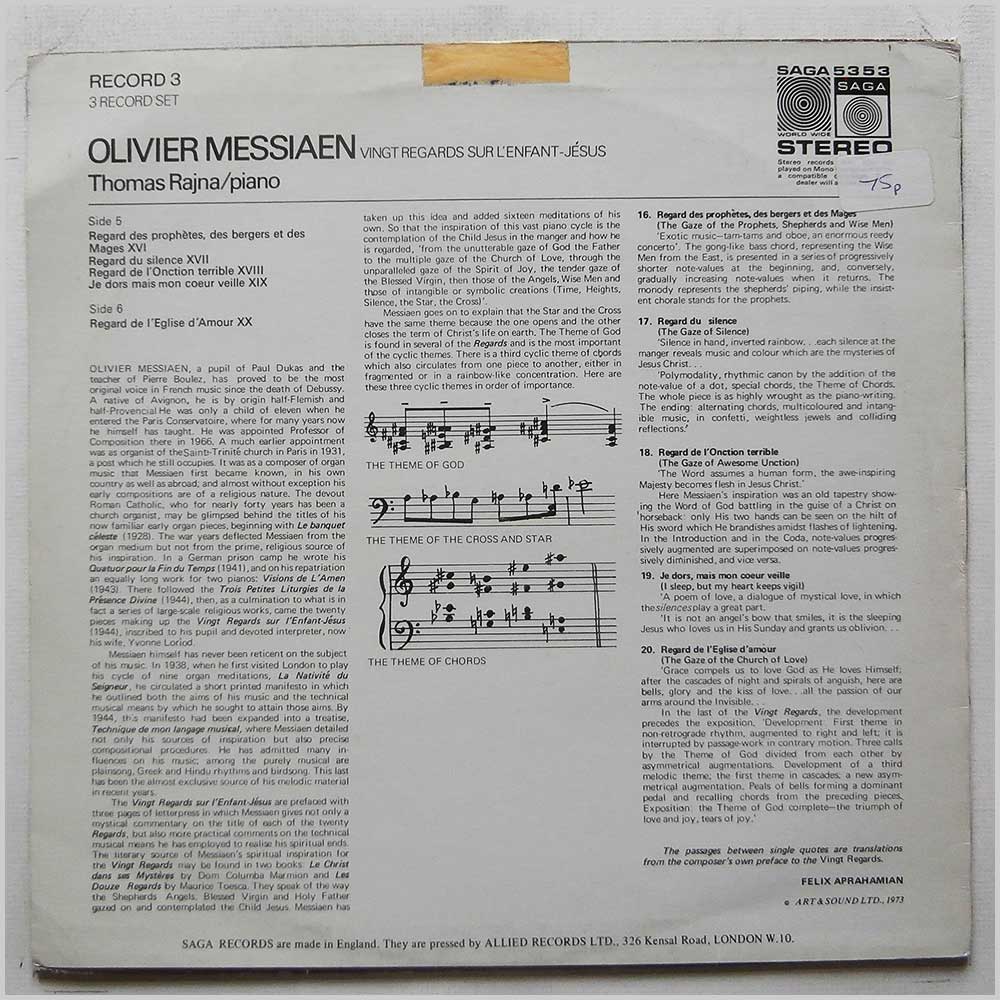 RECORD 3
3 RECORD SET
SAGA 5353
SAGA
WORLD WIDE
STEREO
Stereo records
played on Mono
a compatible
dealer will a
15p
OLIVIER MESSIAEN VINGT REGARDS SUR L'ENFANT-JÉSUS
Thomas Rajna/piano
Side 5
Regard des prophètes, des bergers et des
Mages XVI
Regard du silence XVII
Regard de l'Onction terrible XVIII
Je dors mais mon coeur veille XIX
Side 6
Regard de l'Eglise d'Amour XX
OLIVIER MESSIAEN, a pupil of Paul Dukas and the
teacher of Pierre Boulez, has proved to be the most
original voice in French music since the death of Debussy.
A native of Avignon, he is by origin half-Flemish and
half-Provencial He was only a child of eleven when he
entered the Paris Conservatoire, where for many years now
he himself has taught. He was appointed Professor of
Composition there in 1966, A much earlier appointment
was as organist of the Saint-Trinité church in Paris in 1931,
a post which he still occupies. It was as a composer of organ
music that Messiaen first became known, in his own
country as well as abroad; and almost without exception his
early compositions are of a religious nature. The devout
Roman Catholic, who for nearly forty years has been a
church organist, may be glimpsed behind the titles of his
now familiar early organ pieces, beginning with Le banquet
céleste (1928). The war years deflected Messiaen from the
organ medium but not from the prime, religious source of
his inspiration. In a German prison camp he wrote his
Quatuor pour la Fin du Temps (1941), and on his repatriation
an equally long work for two pianos: Visions de L'Amen
(1943). There followed the Trois Petites Liturgies de la
Présence Divine (1944), then, as a culmination to what is in
fact a series of large-scale religious works, came the twenty
pieces making up the Vingt Regards sur l'Enfant-Jésus
(1944), inscribed to his pupil and devoted interpreter, now
his wife, Yvonne Loriod.
Messiaen himself has never been reticent on the subject
of his music. In 1938, when he first visited London to play
his cycle of nine organ meditations, La Nativité du
Seigneur, he circulated a short printed manifesto in which
he outlined both the aims of his music and the technical
musical means by which he sought to attain those aims. By
1944, this manifesto had been expanded into a treatise,
Technique de mon langage musical, where Messiaen detailed
not only his sources of inspiration but also precise
compositional procedures. He has admitted many in-
fluences on his music; among the purely musical are
plainsong, Greek and Hindu rhythms and birdsong. This last
has been the almost exclusive source of his melodic material
in recent years.
The Vingt Regards sur l'Enfant-Jésus are prefaced with
three pages of letterpress in which Messiaen gives not only a
mystical commentary on the title of each of the twenty
Regards, but also more practical comments on the technical
musical means he has employed to realise his spiritual ends.
The literary source of Messiaen's spiritual inspiration for
the Vingt Regards may be found in two books: Le Christ
dans ses Mystères by Dom Columba Marmion and Les
Douze Regards by Maurice Toesca. They speak of the way
the Shepherds Angels, Blessed Virgin and Holy Father
gazed on and contemplated the Child Jesus. Messiaen has
taken up this idea and added sixteen meditations of his
own. So that the inspiration of this vast piano cycle is the
contemplation of the Child Jesus in the manger and how he
is regarded, 'from the unutterable gaze of God the Father
to the multiple gaze of the Church of Love, through the
unparalleled gaze of the Spirit of Joy, the tender gaze of
the Blessed Virgin, then those of the Angels, Wise Men and
those of intangible or symbolic creations (Time, Heights,
Silence, the Star, the Cross)'.
Messiaen goes on to explain that the Star and the Cross
have the same theme because the one opens and the other
closes the term of Christ's life on earth. The Theme of God
is found in several of the Regards and is the most important
of the cyclic themes. There is a third cyclic theme of chords
which also circulates from one piece to another, either in
fragmented or in a rainbow-like concentration. Here are
these three cyclic themes in order of importance.
THE THEME OF GOD
THE THEME OF THE CROSS AND STAR
THE THEME OF CHORDS
16. Regard des prophètes, des bergers et des Mages
(The Gaze of the Prophets, Shepherds and Wise Men)
'Exotic music—tam-tams and oboe, an enormous reedy
concerto'. The gong-like bass chord, representing the Wise
Men from the East, is presented in a series of progressively
shorter note-values at the beginning, and, conversely,
gradually increasing note-values when it returns. The
monody represents the shepherds' piping, while the insist-
ent chorale stands for the prophets.
17. Regard du silence
(The Gaze of Silence)
'Silence in hand, inverted rainbow. . .each silence at the
manger reveals music and colour which are the mysteries of
Jesus Christ. . .
'Polymodality, rhythmic canon by the addition of the
note-value of a dot, special chords, the Theme of Chords.
The whole piece is as highly wrought as the piano-writing.
The ending: alternating chords, multicoloured and intang-
ible music, in confetti, weightless jewels and colliding
reflections.'
18. Regard de l'Onction terrible
(The Gaze of Awesome Unction)
'The Word assumes a human form, the awe-inspiring
Majesty becomes flesh in Jesus Christ.'
Here Messiaen's inspiration was an old tapestry show-
ing the Word of God battling in the guise of a Christ on
horseback: only His two hands can be seen on the hilt of
His sword which He brandishes amidst flashes of lightening.
In the Introduction and in the Coda, note-values progres-
sively augmented are superimposed on note-values progres-
sively diminished, and vice versa.
19. Je dors, mais mon coeur veille
(I sleep, but my heart keeps vigil)
'A poem of love, a dialogue of mystical love, in which
the silences play a great part.
'It is not an angel's bow that smiles, it is the sleeping
Jesus who loves us in His Sunday and grants us oblivion. . .
20. Regard de l'Eglise d'amour
(The Gaze of the Church of Love)
'Grace compels us to love God as He loves Himself;
after the cascades of night and spirals of anguish, here are
bells, glory and the kiss of love. . .all the passion of our
arms around the Invisible. . .
In the last of the Vingt Regards, the development
precedes the exposition. 'Development: First theme in
non-retrograde rhythm, augmented to right and left; it is
interrupted by passage-work in contrary motion. Three calls
by the Theme of God divided from each other by
asymmetrical augmentations. Development of a third
melodic theme; the first theme in cascades, a new asym-
metrical augmentation. Peals of bells forming a dominant
pedal and recalling chords from the preceding pieces.
Exposition: the Theme of God complete—the triumph of
love and joy, tears of joy.'
The passages between single quotes are translations
from the composer's own preface to the Vingt Regards.
FELIX APRAHAMIAN
© ART & SOUND LTD., 1973
SAGA RECORDS are made in England. They are pressed by ALLIED RECORDS LTD., 326 Kensal Road, LONDON W.10.